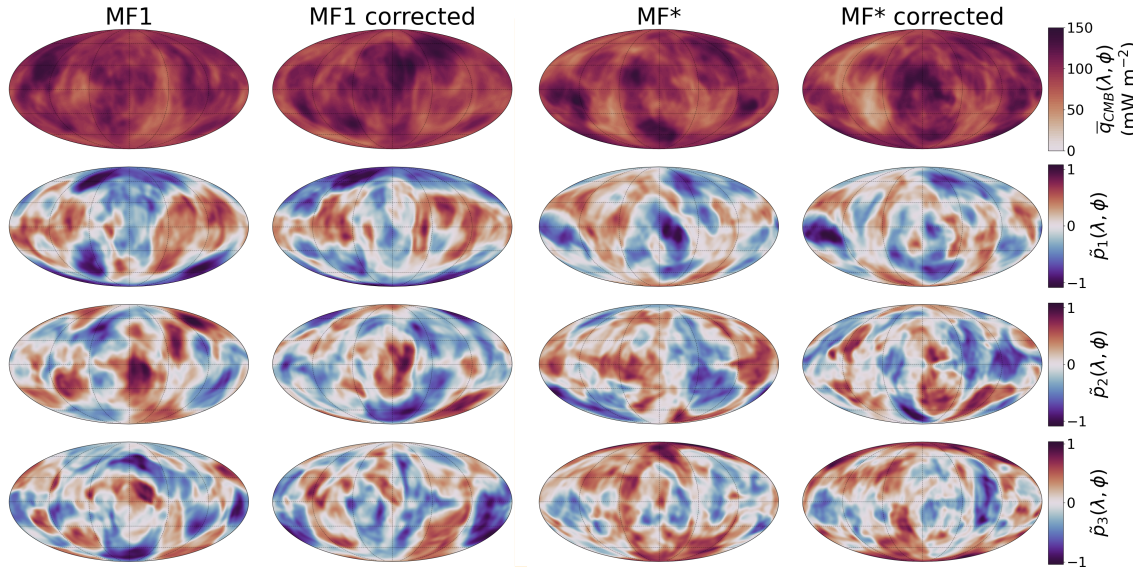 MF1
MF1 corrected
MF*
MF* corrected
150
100
50
0
q̅CMB(λ, ϕ)
(mW m⁻²)
1
0
−1
p̃₁(λ, ϕ)
1
0
−1
p̃₂(λ, ϕ)
1
0
−1
p̃₃(λ, ϕ)